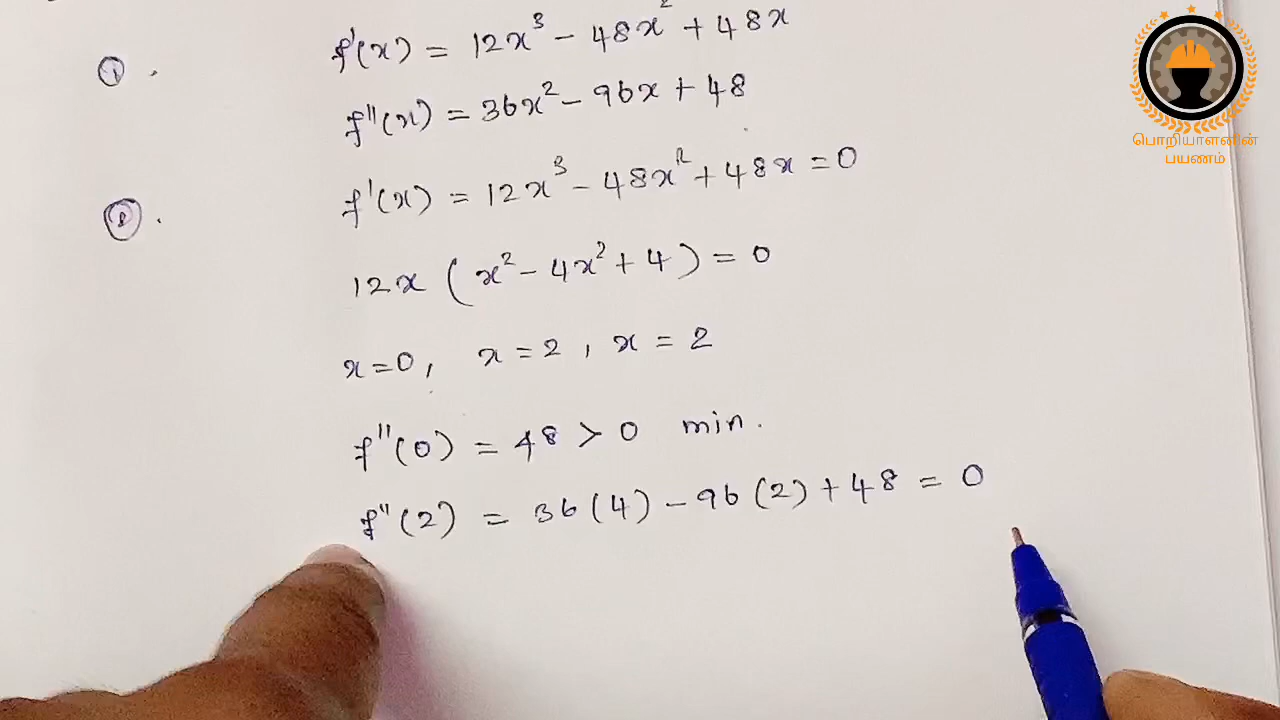 ① . f'(x) = 12x³ - 48x² + 48x
f''(x) = 36x² - 96x + 48
f'(x) = 12x³ - 48x² + 48x = 0
12x (x² - 4x² + 4) = 0
x = 0, x = 2, x = 2
f''(0) = 48 > 0 min.
f''(2) = 36(4) - 96(2) + 48 = 0
பொறியாளனின்
பயணம்